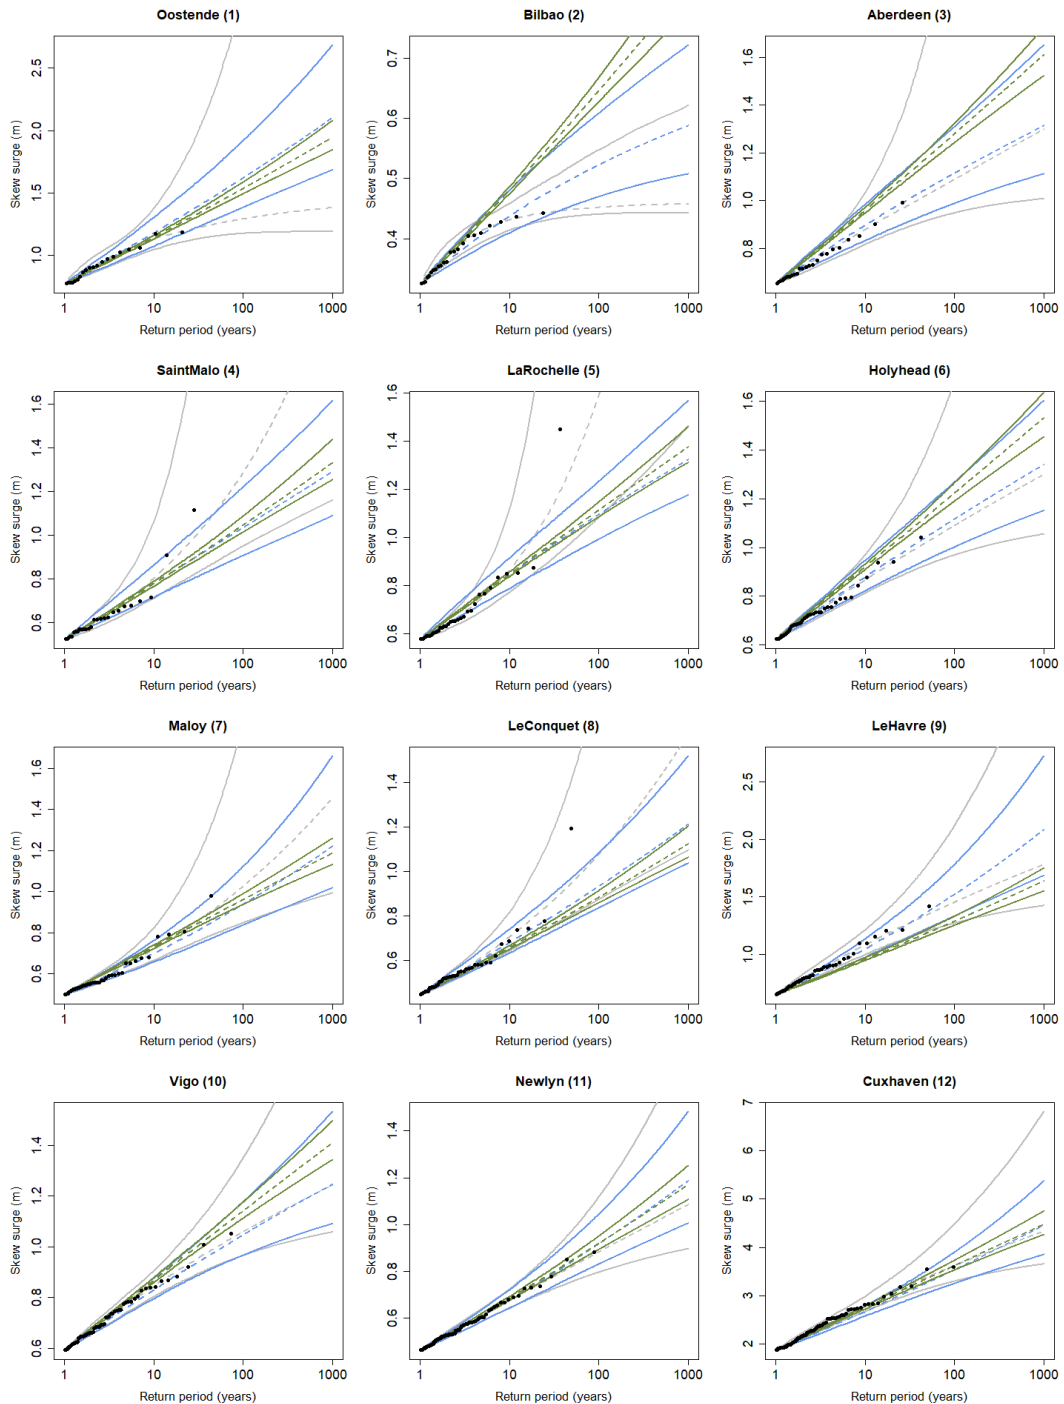 Oostende (1)
Skew surge (m)
1.0 1.5 2.0 2.5
1 10 100 1000
Return period (years)
Bilbao (2)
Skew surge (m)
0.4 0.5 0.6 0.7
1 10 100 1000
Return period (years)
Aberdeen (3)
Skew surge (m)
0.8 1.0 1.2 1.4 1.6
1 10 100 1000
Return period (years)
SaintMalo (4)
Skew surge (m)
0.6 0.8 1.0 1.2 1.4 1.6
1 10 100 1000
Return period (years)
LaRochelle (5)
Skew surge (m)
0.6 0.8 1.0 1.2 1.4 1.6
1 10 100 1000
Return period (years)
Holyhead (6)
Skew surge (m)
0.6 0.8 1.0 1.2 1.4 1.6
1 10 100 1000
Return period (years)
Maloy (7)
Skew surge (m)
0.6 0.8 1.0 1.2 1.4 1.6
1 10 100 1000
Return period (years)
LeConquet (8)
Skew surge (m)
0.6 0.8 1.0 1.2 1.4
1 10 100 1000
Return period (years)
LeHavre (9)
Skew surge (m)
1.0 1.5 2.0 2.5
1 10 100 1000
Return period (years)
Vigo (10)
Skew surge (m)
0.6 0.8 1.0 1.2 1.4
1 10 100 1000
Return period (years)
Newlyn (11)
Skew surge (m)
0.6 0.8 1.0 1.2 1.4
1 10 100 1000
Return period (years)
Cuxhaven (12)
Skew surge (m)
2 3 4 5 6 7
1 10 100 1000
Return period (years)